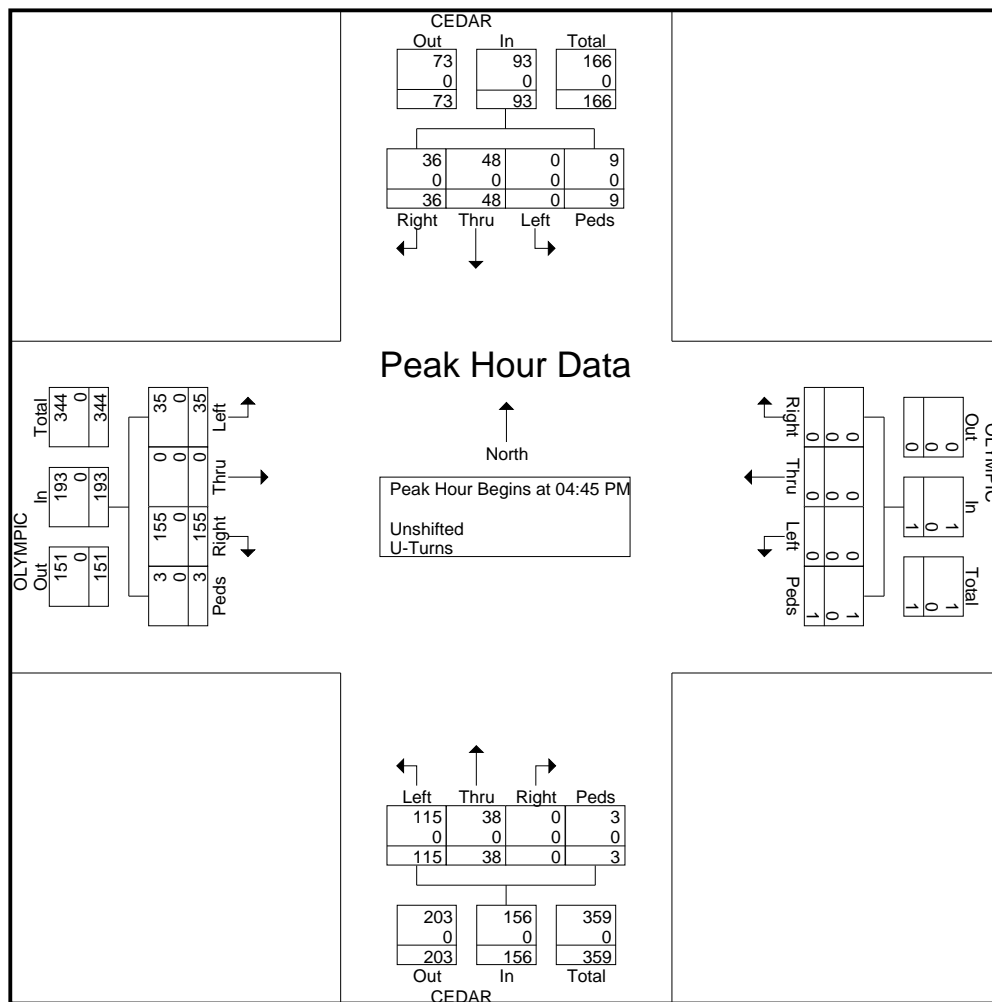 CEDAR
Out In Total
73 93 166
0 0 0
73 93 166
36 48 0 9
0 0 0 0
36 48 0 9
Right Thru Left Peds
Peak Hour Data
North
Peak Hour Begins at 04:45 PM
Unshifted
U-Turns
OLYMPIC
Out In Total
151 193 344
0 0 0
151 193 344
3 155 0 35
0 0 0 0
3 155 0 35
Peds Right Thru Left
OLYMPIC
Out In Total
0 1 1
0 0 0
0 1 1
0 0 0 1
0 0 0 0
0 0 0 1
Right Thru Left Peds
Left Thru Right Peds
115 38 0 3
0 0 0 0
115 38 0 3
203 156 359
0 0 0
203 156 359
Out In Total
CEDAR